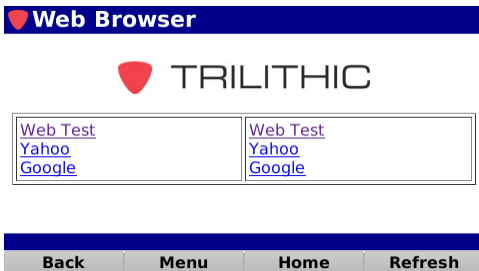 Web Browser
TRILITHIC
Web Test Web Test
Yahoo Yahoo
Google Google
Back Menu Home Refresh